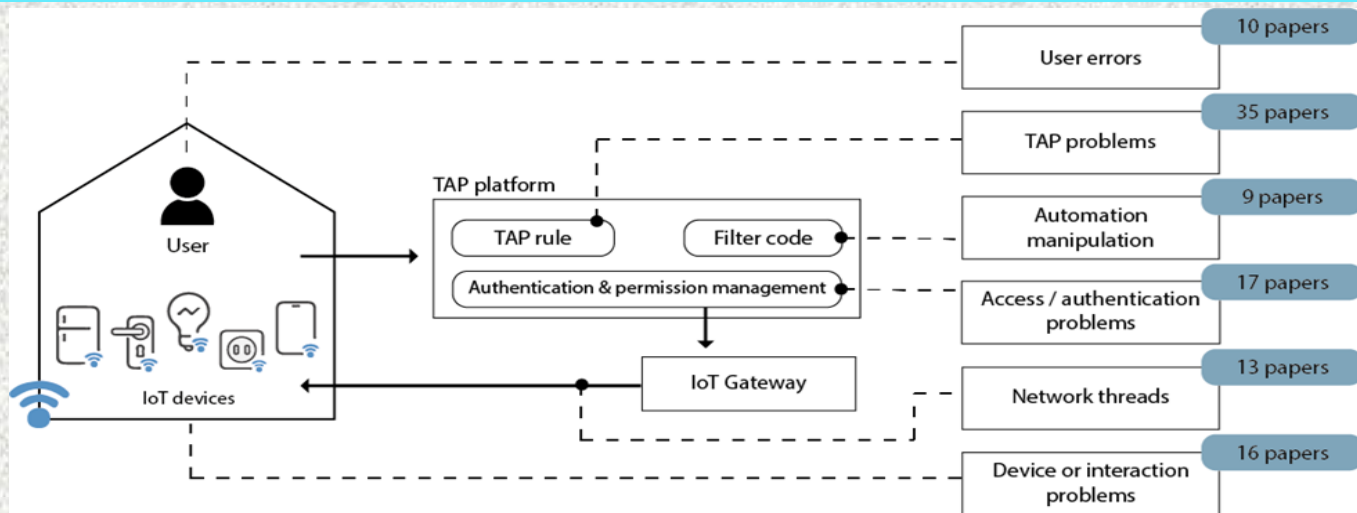 10 papers
User errors
35 papers
TAP problems
TAP platform
9 papers
TAP rule
Filter code
Automation
manipulation
User
Authentication & permission management
17 papers
Access / authentication
problems
13 papers
IoT Gateway
IoT devices
Network threads
16 papers
Device or interaction
problems